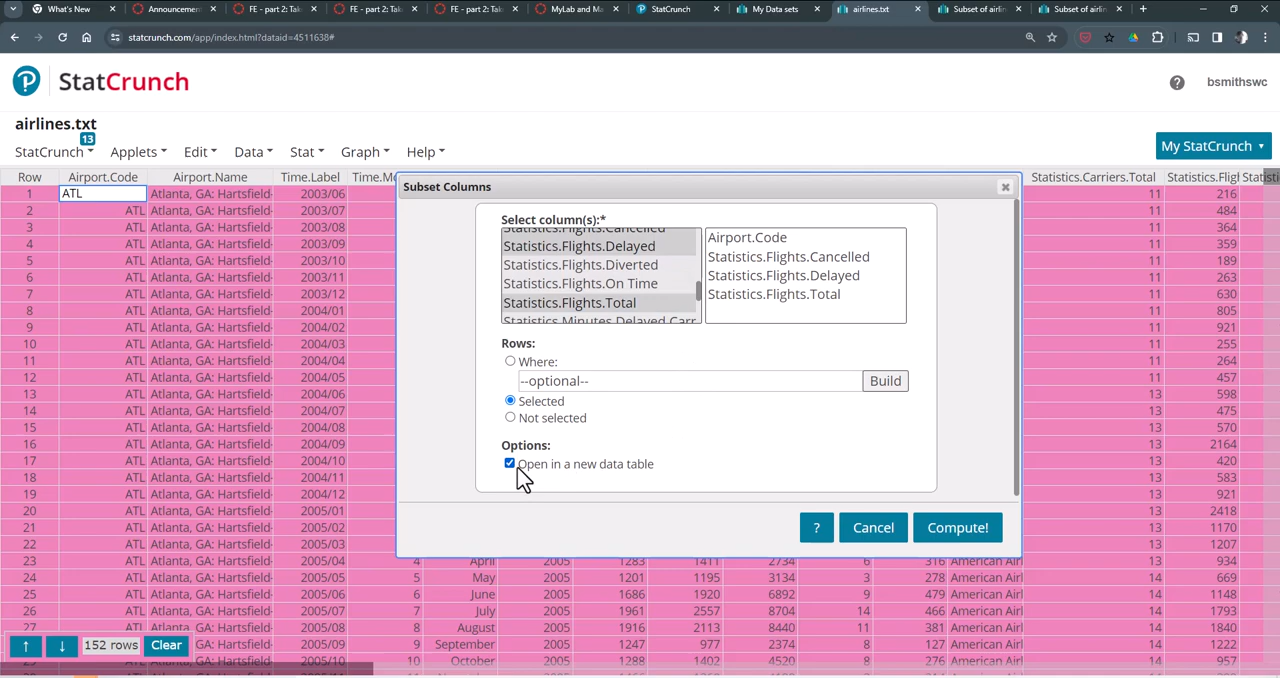 What's New
Announcement
FE - part 2: Tak
FE - part 2: Tak
FE - part 2: Tak
MyLab and Ma
StatCrunch
My Data sets
airlines.txt
Subset of airlin
Subset of airlin
statcrunch.com/app/index.html?dataid=4511638#
StatCrunch
bsmithswc
airlines.txt
13
StatCrunch Applets Edit Data Stat Graph Help
My StatCrunch
Row Airport.Code Airport.Name Time.Label Time.Mo Statistics.Carriers.Total Statistics.Fligh Statistic
1 ATL Atlanta, GA: Hartsfield- 2003/06 11 216
2 ATL Atlanta, GA: Hartsfield- 2003/07 11 484
3 ATL Atlanta, GA: Hartsfield- 2003/08 11 364
4 ATL Atlanta, GA: Hartsfield- 2003/09 11 359
5 ATL Atlanta, GA: Hartsfield- 2003/10 11 189
6 ATL Atlanta, GA: Hartsfield- 2003/11 11 263
7 ATL Atlanta, GA: Hartsfield- 2003/12 11 630
8 ATL Atlanta, GA: Hartsfield- 2004/01 11 805
9 ATL Atlanta, GA: Hartsfield- 2004/02 11 921
10 ATL Atlanta, GA: Hartsfield- 2004/03 11 255
11 ATL Atlanta, GA: Hartsfield- 2004/04 11 264
12 ATL Atlanta, GA: Hartsfield- 2004/05 11 457
13 ATL Atlanta, GA: Hartsfield- 2004/06 13 598
14 ATL Atlanta, GA: Hartsfield- 2004/07 13 475
15 ATL Atlanta, GA: Hartsfield- 2004/08 13 570
16 ATL Atlanta, GA: Hartsfield- 2004/09 13 2164
17 ATL Atlanta, GA: Hartsfield- 2004/10 13 420
18 ATL Atlanta, GA: Hartsfield- 2004/11 13 583
19 ATL Atlanta, GA: Hartsfield- 2004/12 13 921
20 ATL Atlanta, GA: Hartsfield- 2005/01 13 2418
21 ATL Atlanta, GA: Hartsfield- 2005/02 13 1170
22 ATL Atlanta, GA: Hartsfield- 2005/03 13 1207
23 ATL Atlanta, GA: Hartsfield- 2005/04 4 April 2005 1283 1411 2734 6 316 American Airl 13 934
24 ATL Atlanta, GA: Hartsfield- 2005/05 5 May 2005 1201 1195 3134 3 278 American Airl 14 669
25 ATL Atlanta, GA: Hartsfield- 2005/06 6 June 2005 1686 1920 6892 9 479 American Airl 14 1148
26 ATL Atlanta, GA: Hartsfield- 2005/07 7 July 2005 1961 2557 8704 14 466 American Airl 14 1793
27 ATL Atlanta, GA: Hartsfield- 2005/08 8 August 2005 1916 2113 8440 11 381 American Airl 14 1840
GA: Hartsfield- 2005/09 9 September 2005 1247 977 2374 8 127 American Airl 14 1222
ATL Atlanta, GA: Hartsfield- 2005/10 10 October 2005 1288 1402 4520 8 276 American Airl 14 957
152 rows Clear
Subset Columns
Select column(s):*
Statistics.Flights.Cancelled
Statistics.Flights.Delayed
Statistics.Flights.Diverted
Statistics.Flights.On Time
Statistics.Flights.Total
Statistics.Minutes Delayed.Carr
Airport.Code
Statistics.Flights.Cancelled
Statistics.Flights.Delayed
Statistics.Flights.Total
Rows:
Where:
--optional-- Build
Selected
Not selected
Options:
Open in a new data table
? Cancel Compute!